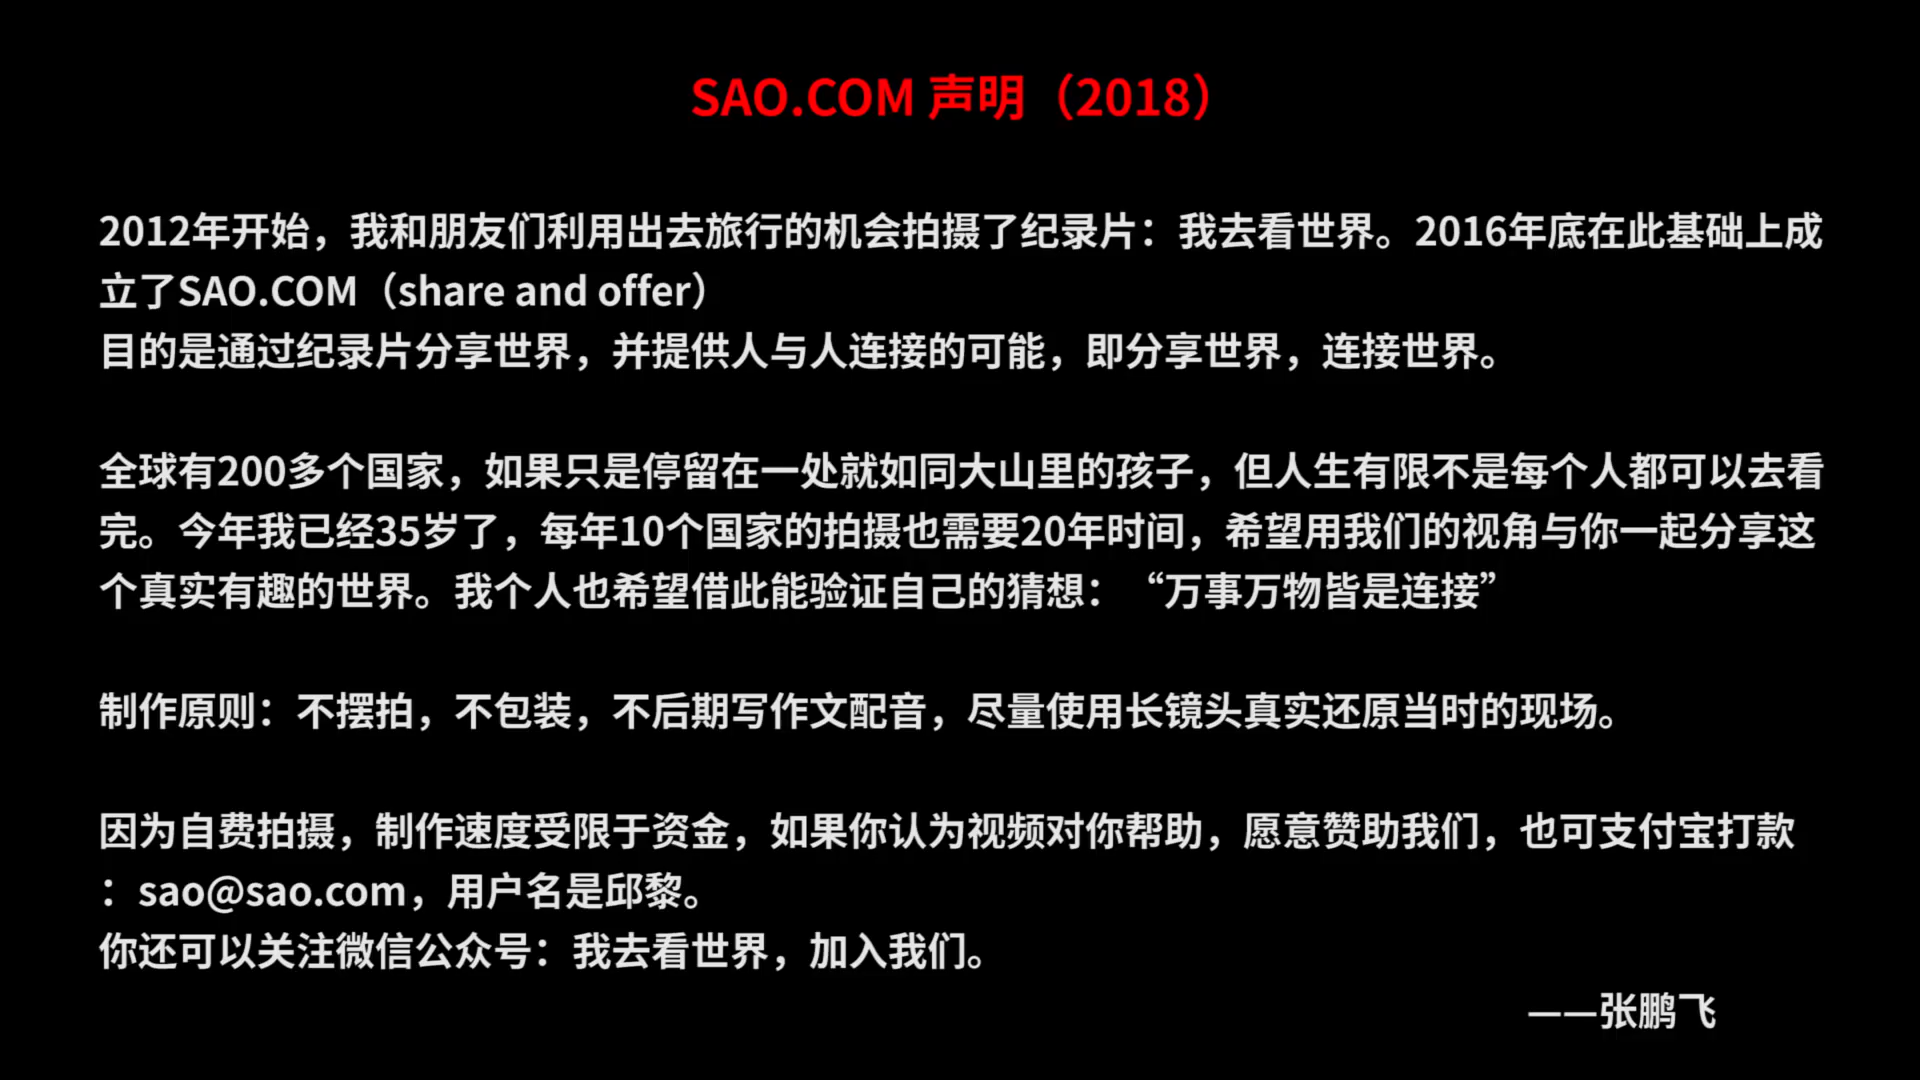 SAO.COM 声明（2018）
2012年开始，我和朋友们利用出去旅行的机会拍摄了纪录片：我去看世界。2016年底在此基础上成
立了SAO.COM（share and offer）
目的是通过纪录片分享世界，并提供人与人连接的可能，即分享世界，连接世界。
全球有200多个国家，如果只是停留在一处就如同大山里的孩子，但人生有限不是每个人都可以去看
完。今年我已经35岁了，每年10个国家的拍摄也需要20年时间，希望用我们的视角与你一起分享这
个真实有趣的世界。我个人也希望借此能验证自己的猜想：“万事万物皆是连接”
制作原则：不摆拍，不包装，不后期写作文配音，尽量使用长镜头真实还原当时的现场。
因为自费拍摄，制作速度受限于资金，如果你认为视频对你帮助，愿意赞助我们，也可支付宝打款
：sao@sao.com，用户名是邱黎。
你还可以关注微信公众号：我去看世界，加入我们。
——张鹏飞